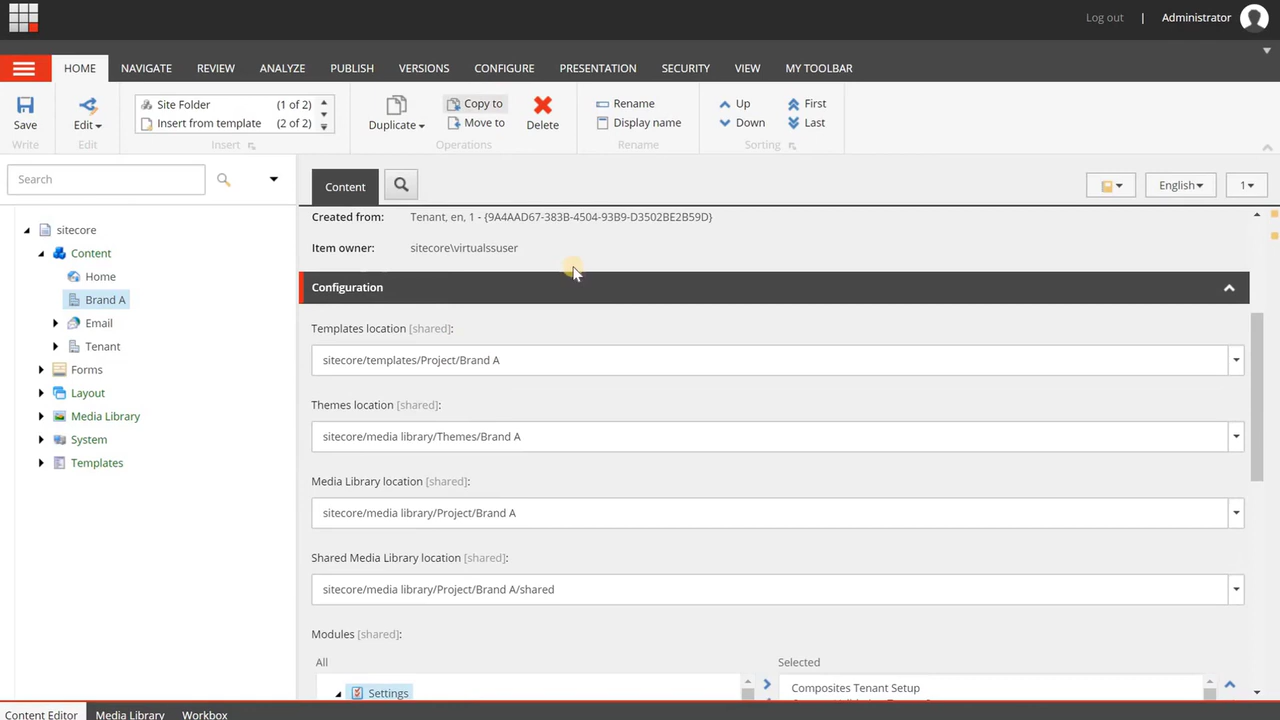 Log out | Administrator
HOME NAVIGATE REVIEW ANALYZE PUBLISH VERSIONS CONFIGURE PRESENTATION SECURITY VIEW MY TOOLBAR
Save
Write
Edit
Edit
Site Folder (1 of 2)
Insert from template (2 of 2)
Insert
Duplicate
Copy to
Move to
Delete
Operations
Rename
Display name
Rename
Up
Down
First
Last
Sorting
Search
Content
English
1
sitecore
Content
Home
Brand A
Email
Tenant
Forms
Layout
Media Library
System
Templates
Created from: Tenant, en, 1 - {9A4AAD67-383B-4504-93B9-D3502BE2B59D}
Item owner: sitecore\virtualssuser
Configuration
Templates location [shared]:
sitecore/templates/Project/Brand A
Themes location [shared]:
sitecore/media library/Themes/Brand A
Media Library location [shared]:
sitecore/media library/Project/Brand A
Shared Media Library location [shared]:
sitecore/media library/Project/Brand A/shared
Modules [shared]:
All
Selected
Settings
Composites Tenant Setup
Content Editor Media Library Workbox